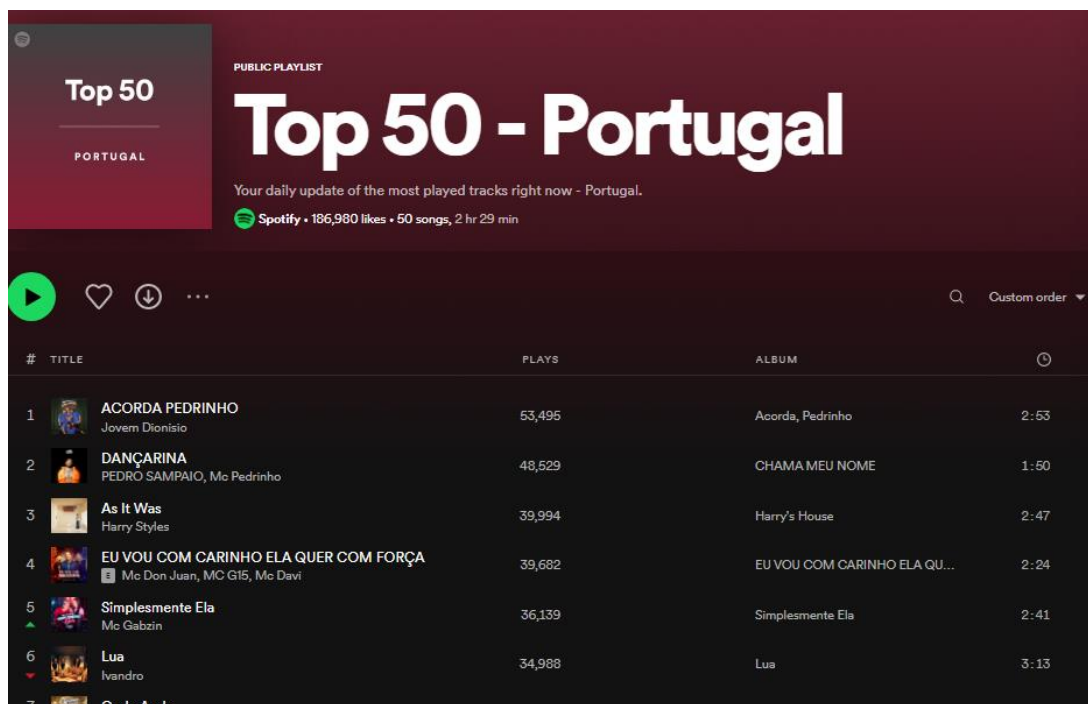 Top 50
PORTUGAL
PUBLIC PLAYLIST
Top 50 - Portugal
Your daily update of the most played tracks right now - Portugal.
Spotify • 186,980 likes • 50 songs, 2 hr 29 min
Custom order
# TITLE PLAYS ALBUM
1 ACORDA PEDRINHO 53,495 Acorda, Pedrinho 2:53
Jovem Dionisio
2 DANÇARINA 48,529 CHAMA MEU NOME 1:50
PEDRO SAMPAIO, Mc Pedrinho
3 As It Was 39,994 Harry's House 2:47
Harry Styles
4 EU VOU COM CARINHO ELA QUER COM FORÇA 39,682 EU VOU COM CARINHO ELA QU... 2:24
E Mc Don Juan, MC G15, Mc Davi
5 Simplesmente Ela 36,139 Simplesmente Ela 2:41
Mc Gabzin
6 Lua 34,988 Lua 3:13
Ivandro